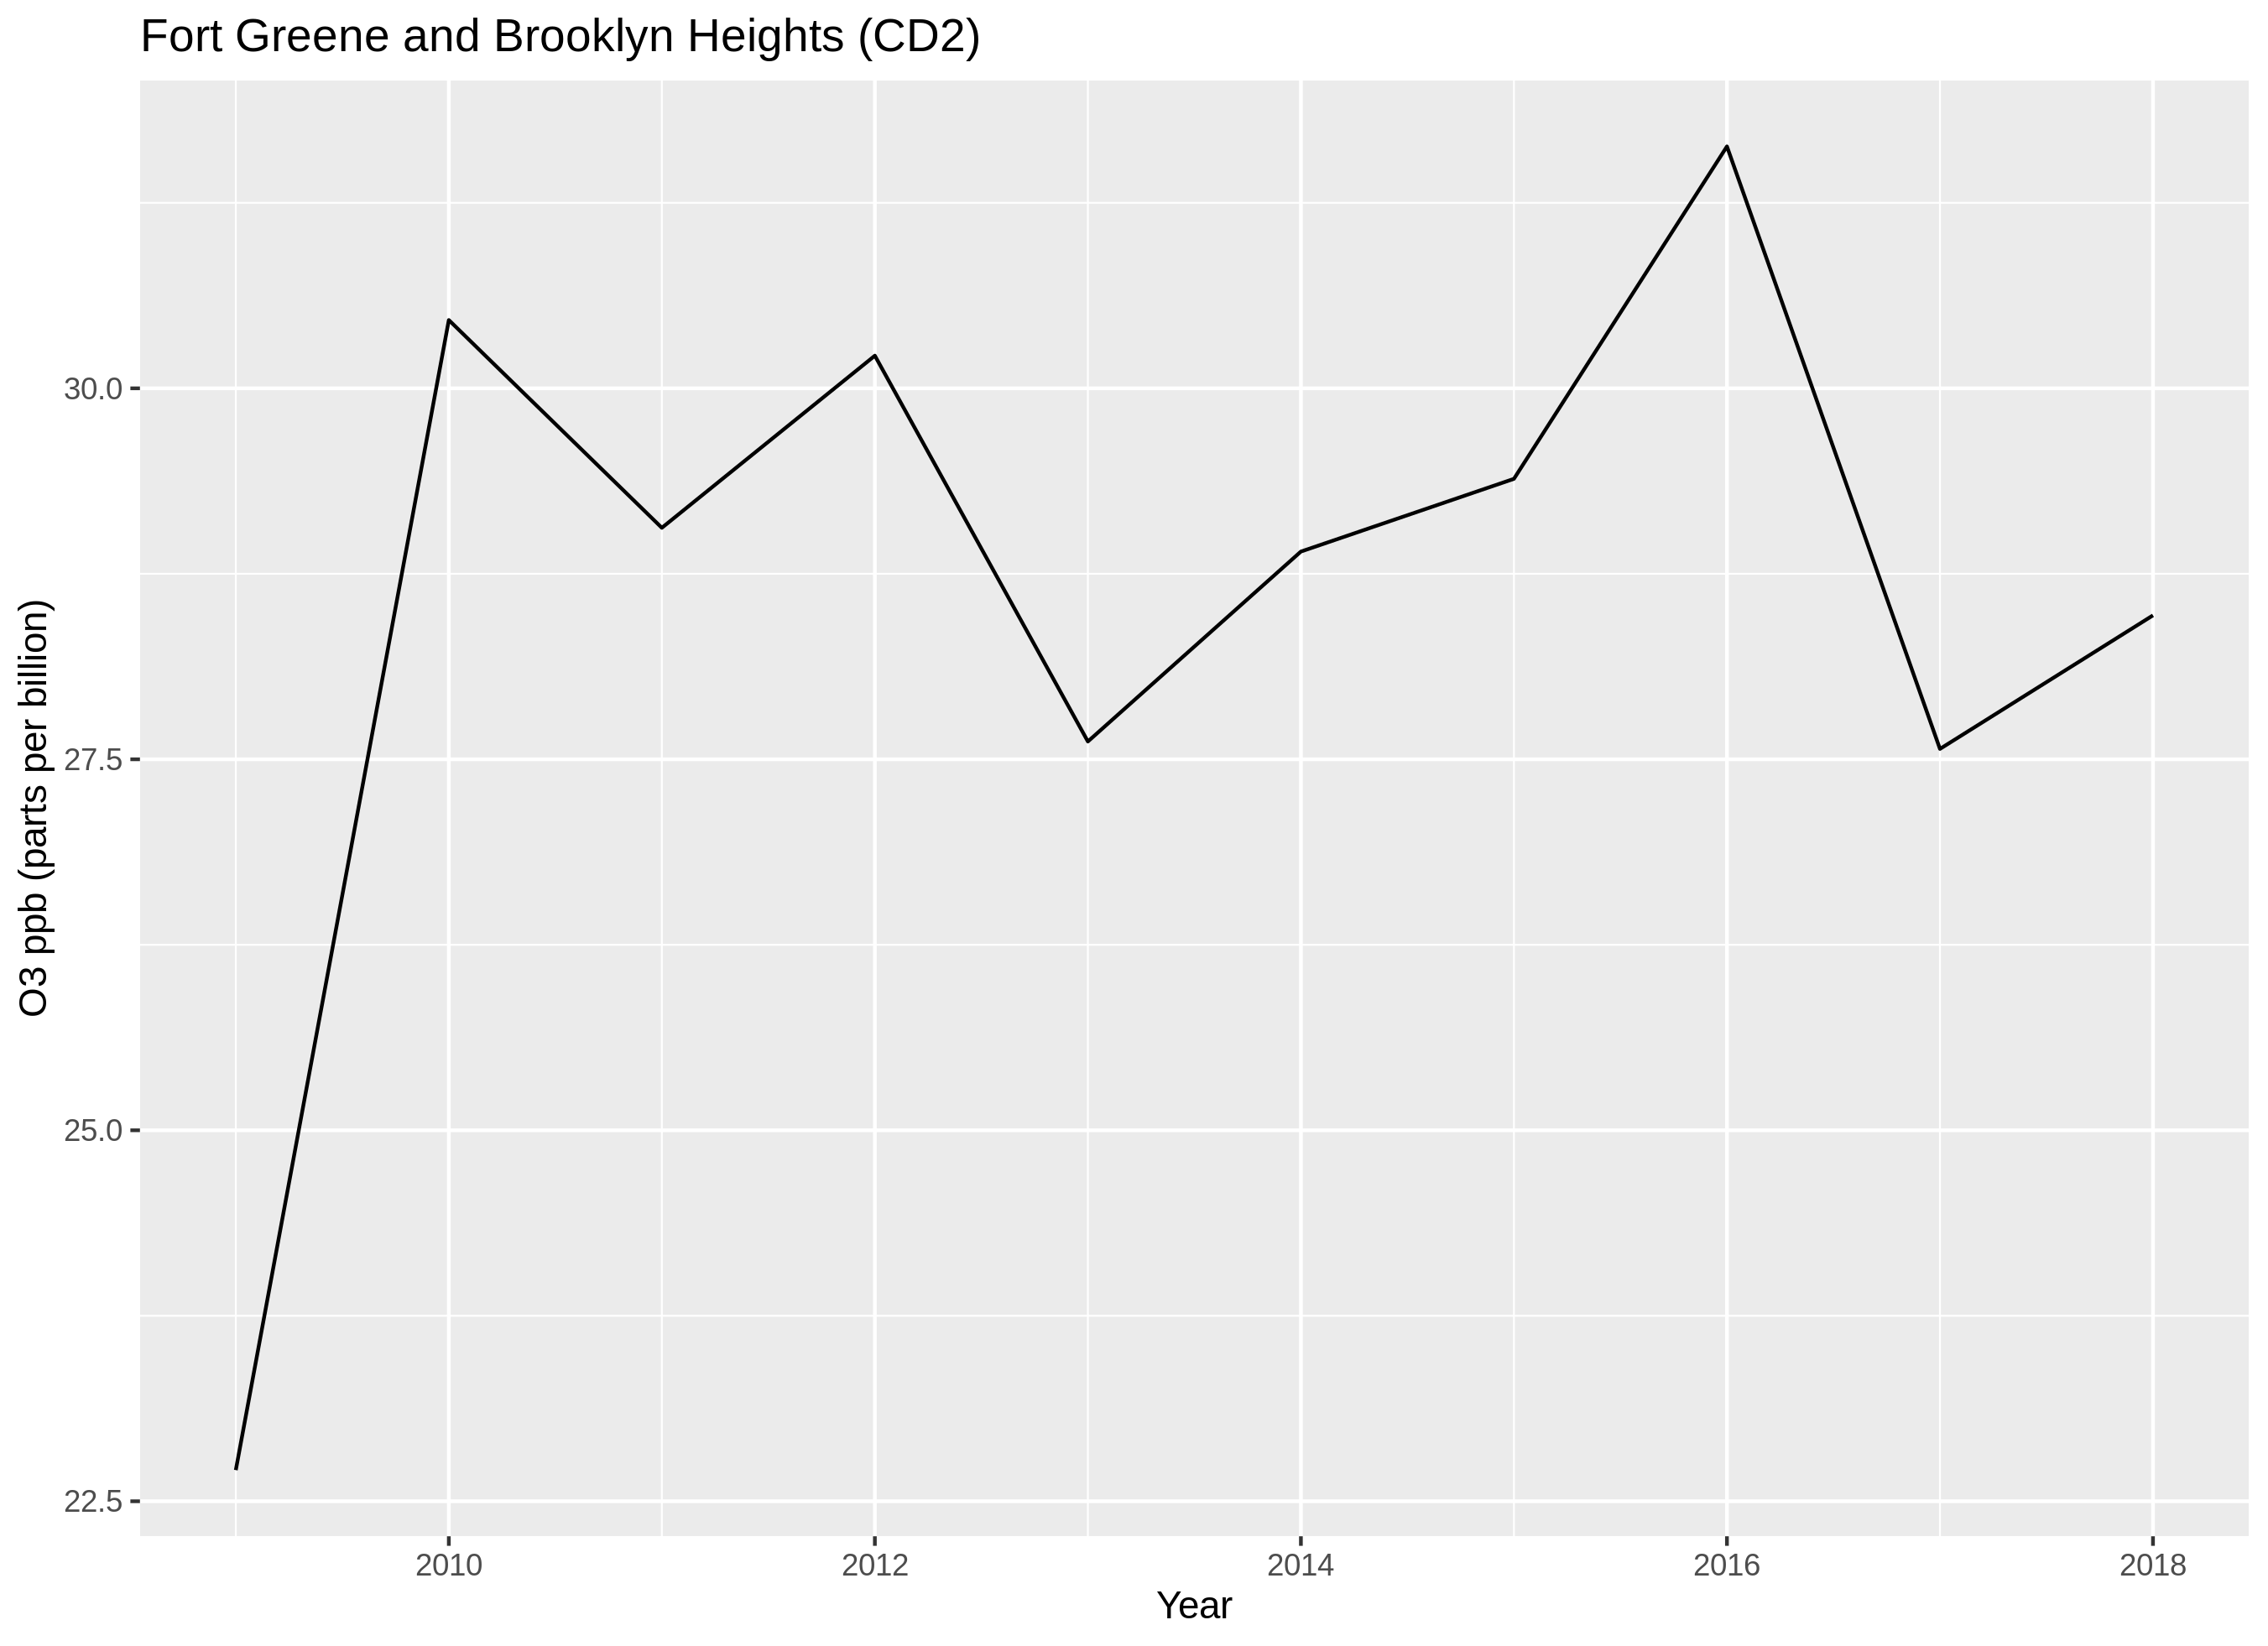 Fort Greene and Brooklyn Heights (CD2)
O3 ppb (parts per billion)
30.0
27.5
25.0
22.5
2010 2012 2014 2016 2018
Year